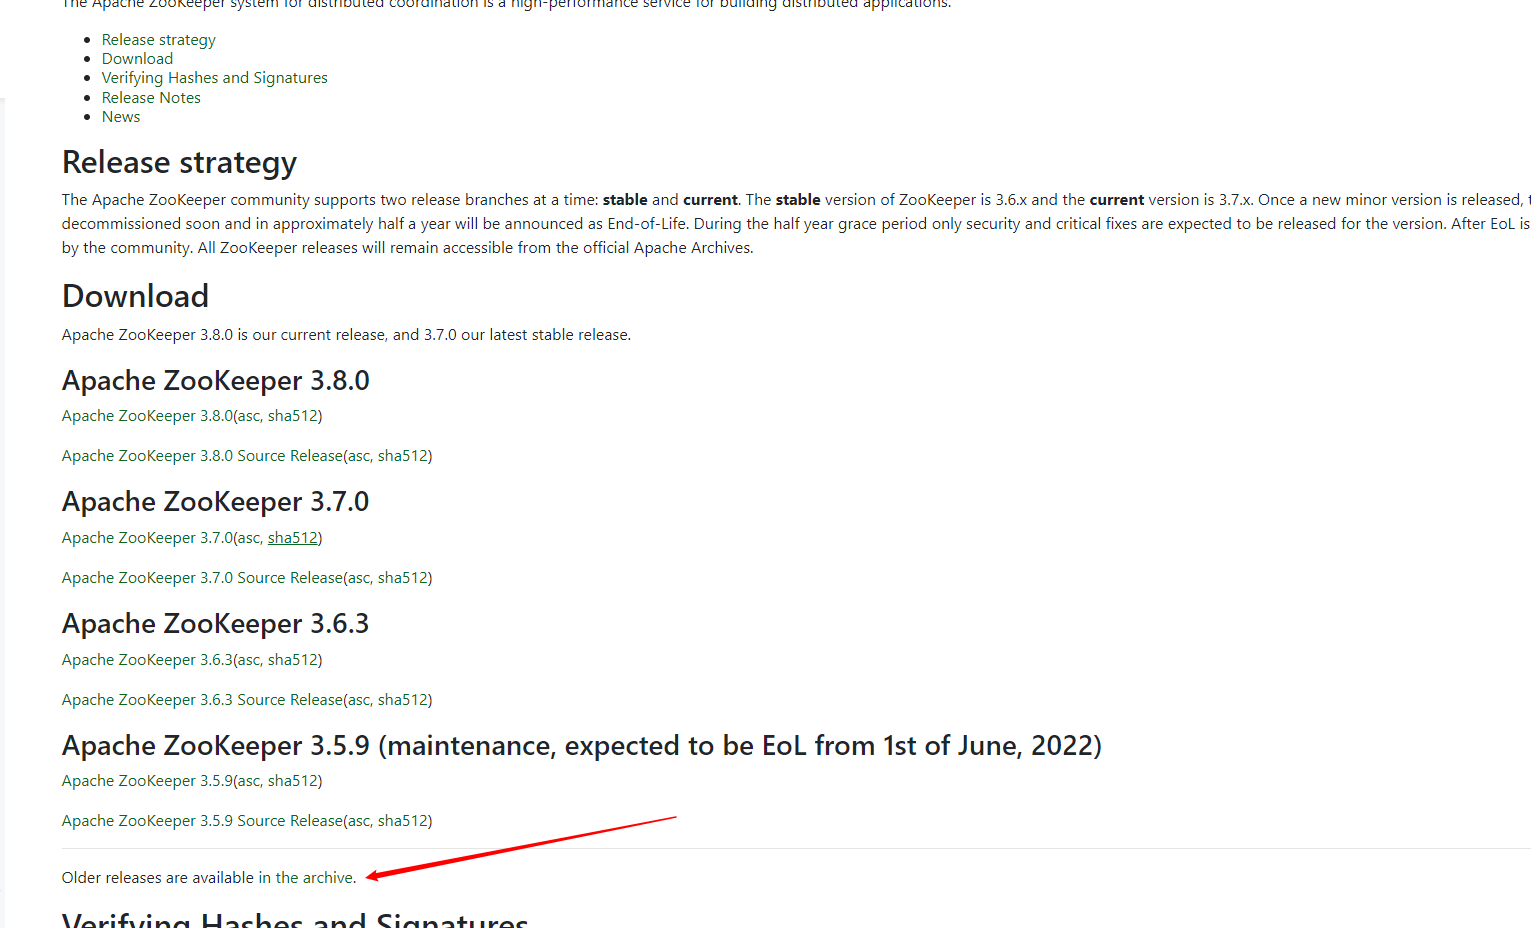 The Apache ZooKeeper system for distributed coordination is a high-performance service for building distributed applications.
Release strategy
Download
Verifying Hashes and Signatures
Release Notes
News
Release strategy
The Apache ZooKeeper community supports two release branches at a time: stable and current. The stable version of ZooKeeper is 3.6.x and the current version is 3.7.x. Once a new minor version is released, t
decommissioned soon and in approximately half a year will be announced as End-of-Life. During the half year grace period only security and critical fixes are expected to be released for the version. After EoL is
by the community. All ZooKeeper releases will remain accessible from the official Apache Archives.
Download
Apache ZooKeeper 3.8.0 is our current release, and 3.7.0 our latest stable release.
Apache ZooKeeper 3.8.0
Apache ZooKeeper 3.8.0(asc, sha512)
Apache ZooKeeper 3.8.0 Source Release(asc, sha512)
Apache ZooKeeper 3.7.0
Apache ZooKeeper 3.7.0(asc, sha512)
Apache ZooKeeper 3.7.0 Source Release(asc, sha512)
Apache ZooKeeper 3.6.3
Apache ZooKeeper 3.6.3(asc, sha512)
Apache ZooKeeper 3.6.3 Source Release(asc, sha512)
Apache ZooKeeper 3.5.9 (maintenance, expected to be EoL from 1st of June, 2022)
Apache ZooKeeper 3.5.9(asc, sha512)
Apache ZooKeeper 3.5.9 Source Release(asc, sha512)
Older releases are available in the archive.
Verifying Hashes and Signatures